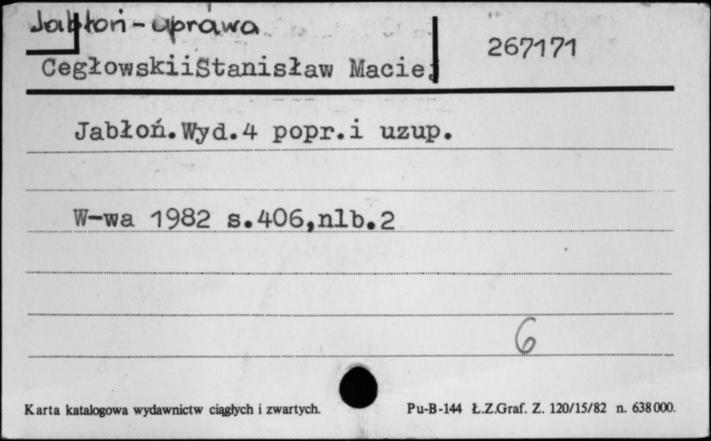 Jabłoń - uprawa
267171
CegłowskiiStanisław Maciej
Jabłoń.Wyd.4 popr.i uzup.
W-wa 1982 s.406,nlb.2
6
Karta katalogowa wydawnictw ciągłych i zwartych. Pu-B-144 Ł.Z.Graf. Z. 120/15/82 n. 638000.